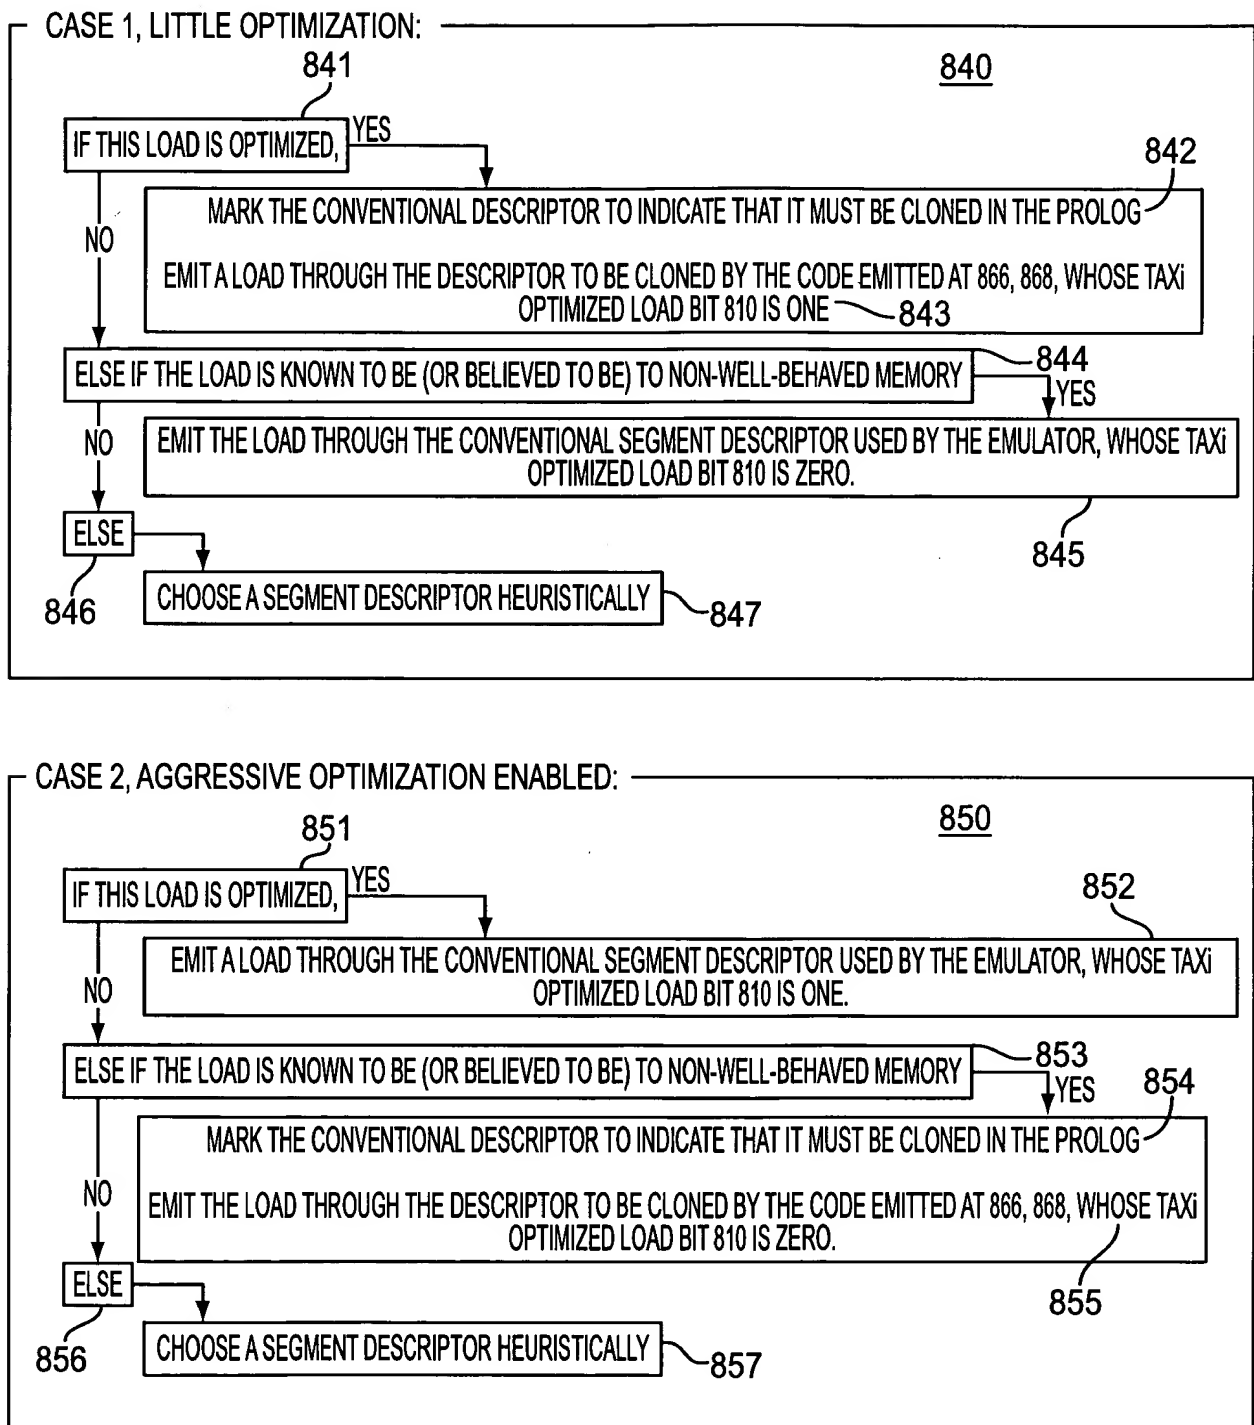 CASE 1, LITTLE OPTIMIZATION:
841
840
IF THIS LOAD IS OPTIMIZED,
YES
842
MARK THE CONVENTIONAL DESCRIPTOR TO INDICATE THAT IT MUST BE CLONED IN THE PROLOG
NO
EMIT A LOAD THROUGH THE DESCRIPTOR TO BE CLONED BY THE CODE EMITTED AT 866, 868, WHOSE TAXi
OPTIMIZED LOAD BIT 810 IS ONE
843
844
ELSE IF THE LOAD IS KNOWN TO BE (OR BELIEVED TO BE) TO NON-WELL-BEHAVED MEMORY
YES
NO
EMIT THE LOAD THROUGH THE CONVENTIONAL SEGMENT DESCRIPTOR USED BY THE EMULATOR, WHOSE TAXi
OPTIMIZED LOAD BIT 810 IS ZERO.
ELSE
845
846
CHOOSE A SEGMENT DESCRIPTOR HEURISTICALLY
847
CASE 2, AGGRESSIVE OPTIMIZATION ENABLED:
851
850
IF THIS LOAD IS OPTIMIZED,
YES
852
EMIT A LOAD THROUGH THE CONVENTIONAL SEGMENT DESCRIPTOR USED BY THE EMULATOR, WHOSE TAXi
OPTIMIZED LOAD BIT 810 IS ONE.
NO
853
ELSE IF THE LOAD IS KNOWN TO BE (OR BELIEVED TO BE) TO NON-WELL-BEHAVED MEMORY
YES
854
MARK THE CONVENTIONAL DESCRIPTOR TO INDICATE THAT IT MUST BE CLONED IN THE PROLOG
NO
EMIT THE LOAD THROUGH THE DESCRIPTOR TO BE CLONED BY THE CODE EMITTED AT 866, 868, WHOSE TAXi
OPTIMIZED LOAD BIT 810 IS ZERO.
ELSE
855
856
CHOOSE A SEGMENT DESCRIPTOR HEURISTICALLY
857